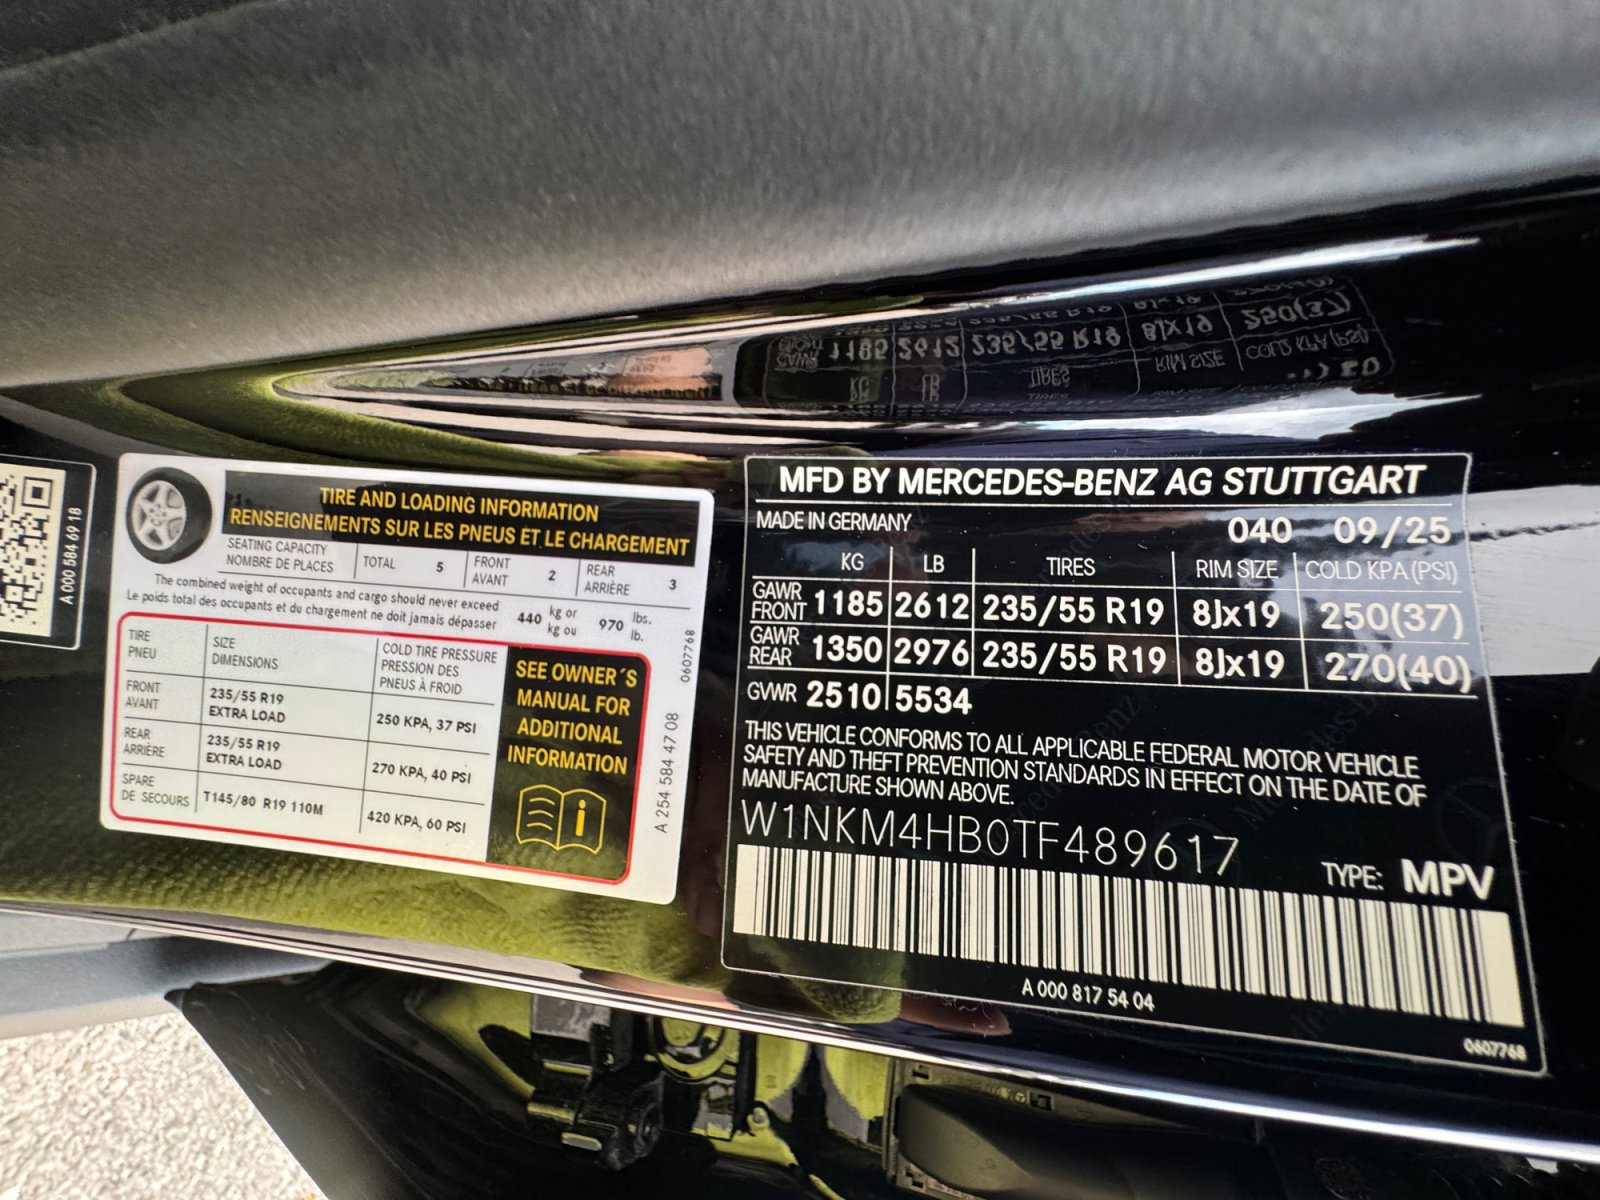 A 000 584 69 18
TIRE AND LOADING INFORMATION
RENSEIGNEMENTS SUR LES PNEUS ET LE CHARGEMENT
SEATING CAPACITY
NOMBRE DE PLACES
TOTAL 5
FRONT
AVANT
2
REAR
ARRIÈRE
3
The combined weight of occupants and cargo should never exceed
Le poids total des occupants et du chargement ne doit jamais dépasser
440 kg or
kg ou
970 lbs.
lb.
TIRE
PNEU
SIZE
DIMENSIONS
COLD TIRE PRESSURE
PRESSION DES
PNEUS À FROID
FRONT
AVANT
235/55 R19
EXTRA LOAD
250 KPA, 37 PSI
REAR
ARRIÈRE
235/55 R19
EXTRA LOAD
270 KPA, 40 PSI
SPARE
DE SECOURS
T145/80 R19 110M
420 KPA, 60 PSI
SEE OWNER´S
MANUAL FOR
ADDITIONAL
INFORMATION
i
0607768
A 254 584 47 08
MFD BY MERCEDES-BENZ AG STUTTGART
MADE IN GERMANY 040 09/25
KG LB TIRES RIM SIZE COLD KPA(PSI)
GAWR
FRONT
1185 2612 235/55 R19 8Jx19 250(37)
GAWR
REAR
1350 2976 235/55 R19 8Jx19 270(40)
GVWR 2510 5534
THIS VEHICLE CONFORMS TO ALL APPLICABLE FEDERAL MOTOR VEHICLE
SAFETY AND THEFT PREVENTION STANDARDS IN EFFECT ON THE DATE OF
MANUFACTURE SHOWN ABOVE.
W1NKM4HB0TF489617
TYPE: MPV
A 000 817 54 04
0607768